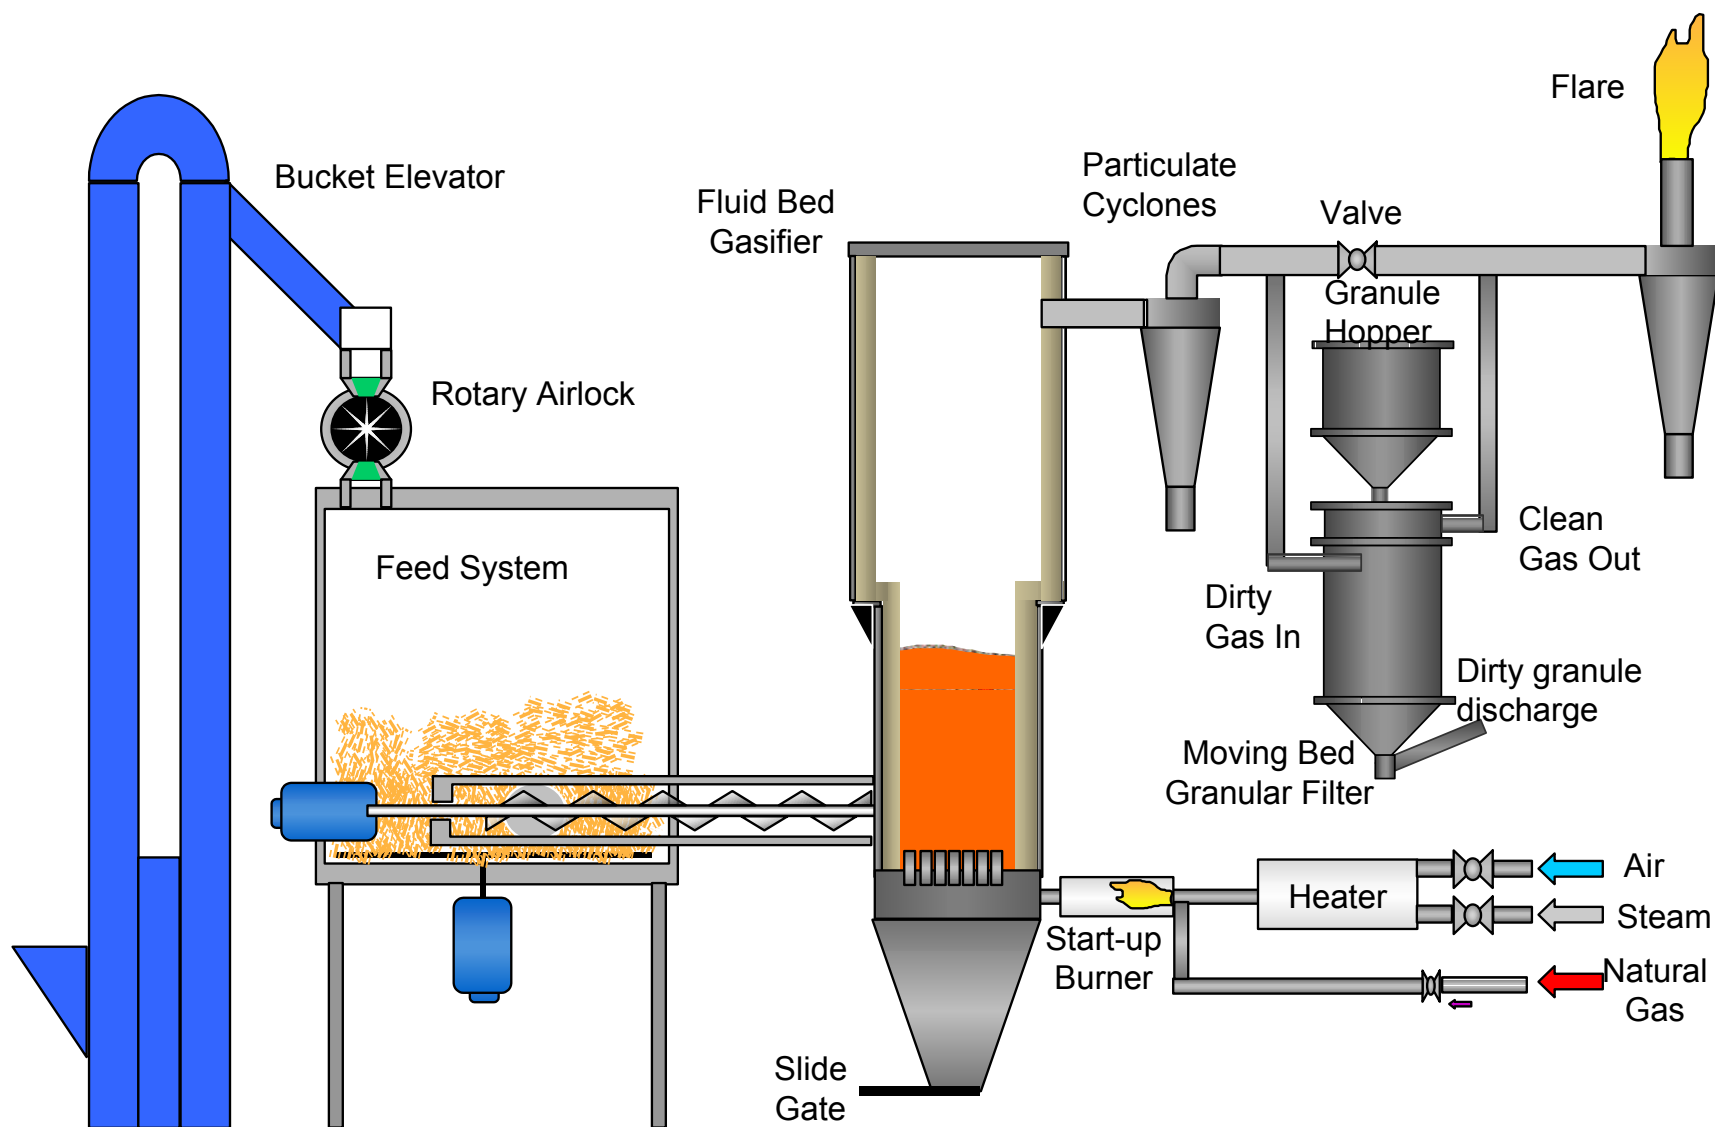 Flare
Bucket Elevator
Particulate
Cyclones
Fluid Bed
Gasifier
Valve
Granule
Hopper
Rotary Airlock
Clean
Gas Out
Feed System
Dirty
Gas In
Dirty granule
discharge
Moving Bed
Granular Filter
Air
Heater
Steam
Start-up
Burner
Natural
Gas
Slide
Gate